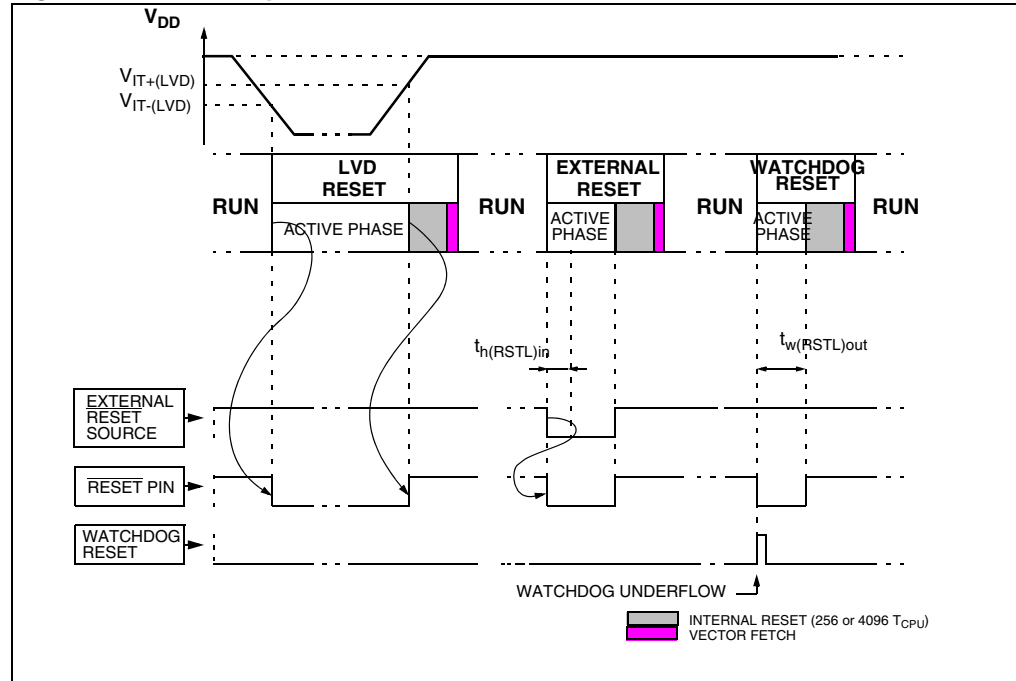 VDD
VIT+(LVD)
VIT-(LVD)
RUN
LVD
RESET
ACTIVE PHASE
RUN
EXTERNAL
RESET
ACTIVE
PHASE
RUN
WATCHDOG
RESET
ACTIVE
PHASE
RUN
th(RSTL)in
tw(RSTL)out
EXTERNAL
RESET
SOURCE
RESET PIN
WATCHDOG
RESET
WATCHDOG UNDERFLOW
INTERNAL RESET (256 or 4096 TCPU)
VECTOR FETCH